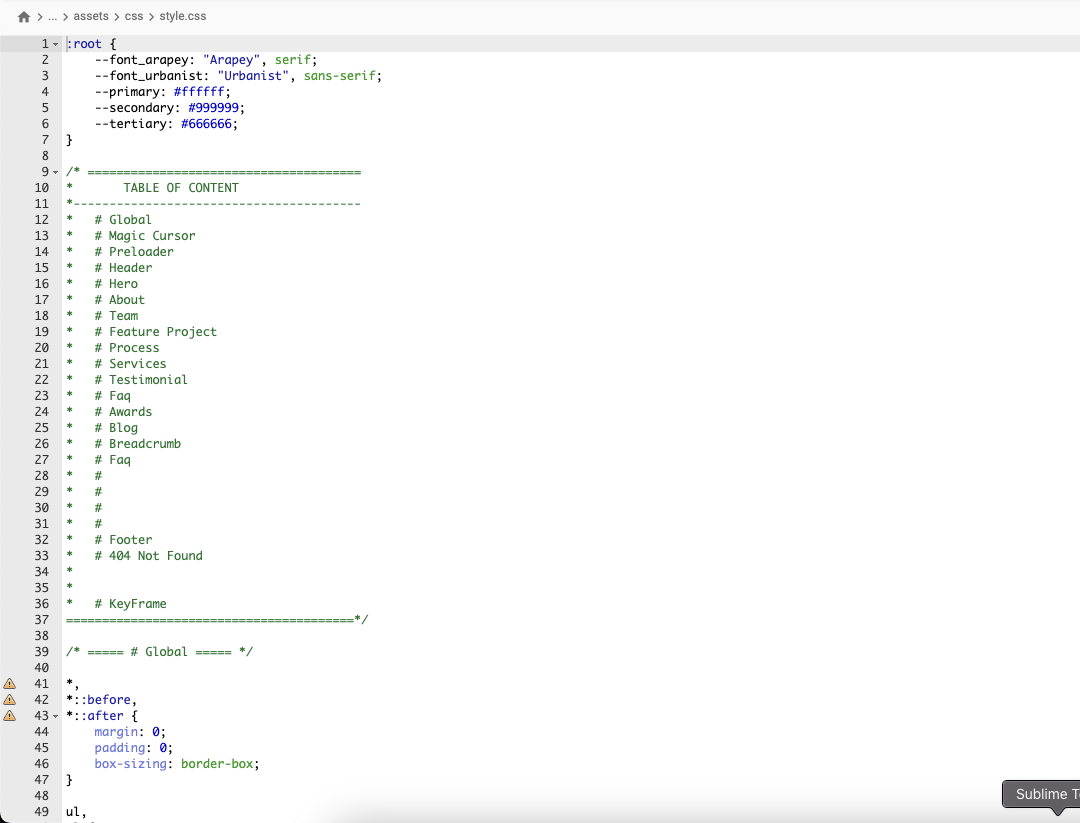 ... assets css style.css
1 :root {
2 --font_arapey: "Arapey", serif;
3 --font_urbanist: "Urbanist", sans-serif;
4 --primary: #ffffff;
5 --secondary: #999999;
6 --tertiary: #666666;
7 }
8
9 /* ======================================
10 * TABLE OF CONTENT
11 *----------------------------------------
12 * # Global
13 * # Magic Cursor
14 * # Preloader
15 * # Header
16 * # Hero
17 * # About
18 * # Team
19 * # Feature Project
20 * # Process
21 * # Services
22 * # Testimonial
23 * # Faq
24 * # Awards
25 * # Blog
26 * # Breadcrumb
27 * # Faq
28 * #
29 * #
30 * #
31 * #
32 * # Footer
33 * # 404 Not Found
34 *
35 *
36 * # KeyFrame
37 ========================================*/
38
39 /* ===== # Global ===== */
40
41 *,
42 *::before,
43 *::after {
44 margin: 0;
45 padding: 0;
46 box-sizing: border-box;
47 }
48
49 ul,
Sublime T